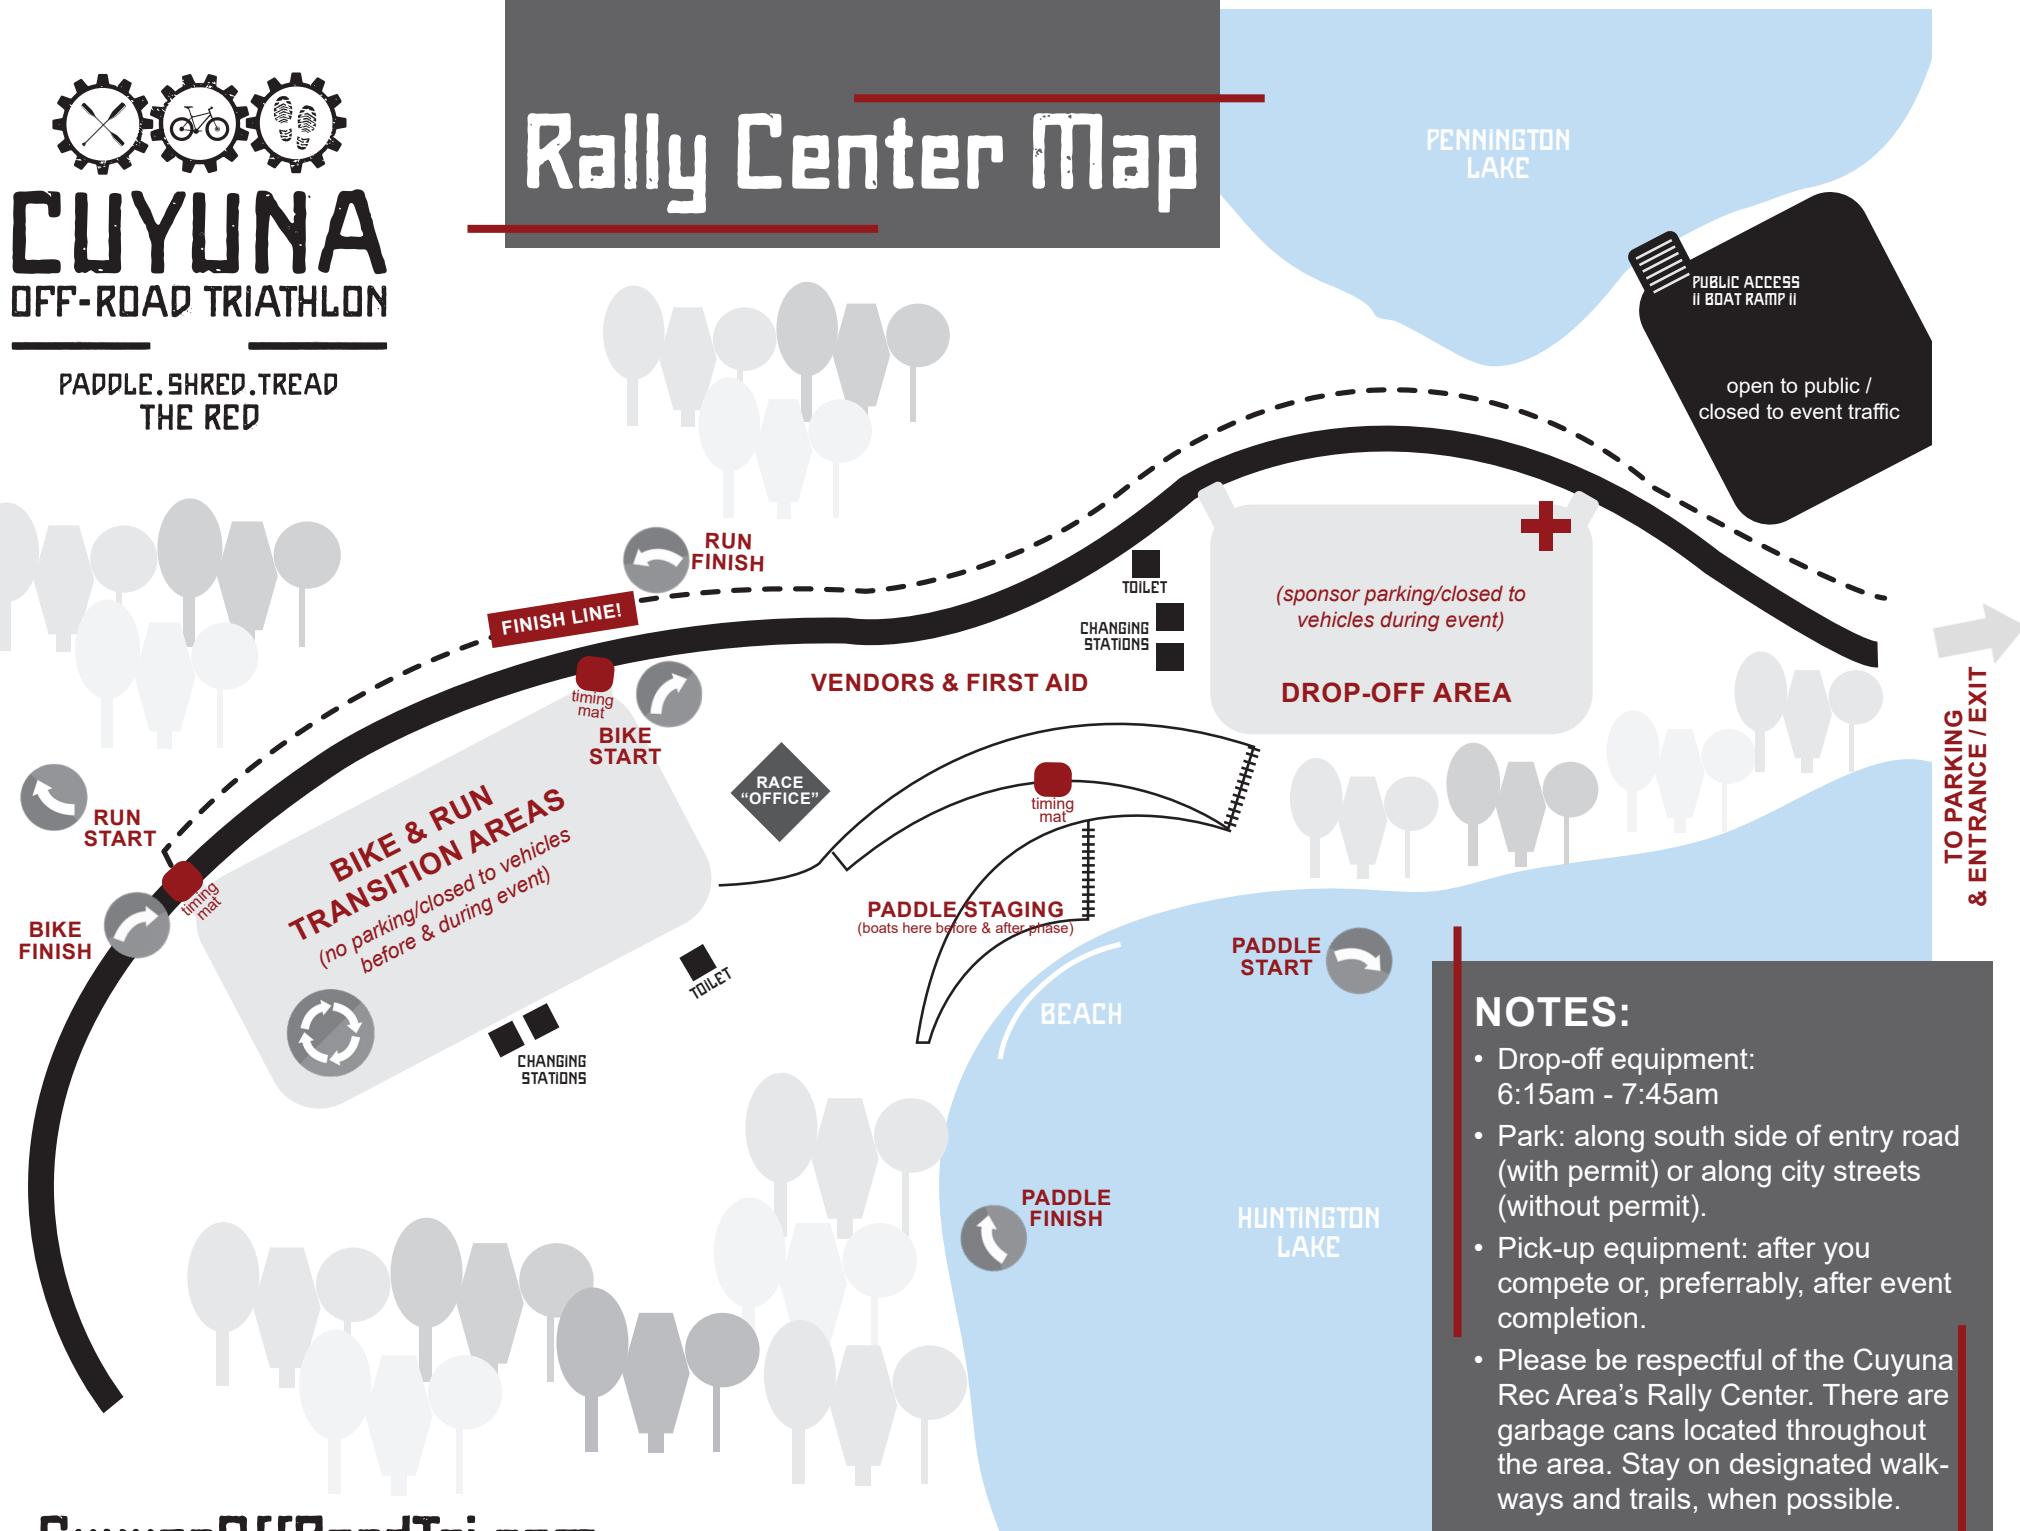 CUYUNA
OFF-ROAD TRIATHLON
PADDLE.SHRED.TREAD
THE RED
Rally Center Map
PENNINGTON
LAKE
PUBLIC ACCESS
|| BOAT RAMP ||
open to public /
closed to event traffic
RUN
FINISH
FINISH LINE!
timing
mat
BIKE
START
VENDORS & FIRST AID
TOILET
CHANGING
STATIONS
(sponsor parking/closed to
vehicles during event)
DROP-OFF AREA
TO PARKING
& ENTRANCE / EXIT
RUN
START
timing
mat
BIKE
FINISH
BIKE & RUN
TRANSITION AREAS
(no parking/closed to vehicles
before & during event)
RACE
“OFFICE”
timing
mat
PADDLE STAGING
(boats here before & after phase)
TOILET
CHANGING
STATIONS
BEACH
PADDLE
START
PADDLE
FINISH
HUNTINGTON
LAKE
NOTES:
• Drop-off equipment:
6:15am - 7:45am
• Park: along south side of entry road
(with permit) or along city streets
(without permit).
• Pick-up equipment: after you
compete or, preferrably, after event
completion.
• Please be respectful of the Cuyuna
Rec Area’s Rally Center. There are
garbage cans located throughout
the area. Stay on designated walk-
ways and trails, when possible.
CuyunaOffRoadTri.com